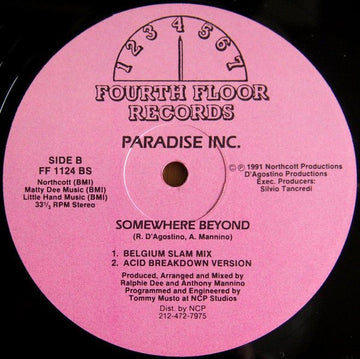 1 2 3 4 5 6 7
FOURTH FLOOR
RECORDS
PARADISE INC.
SIDE B
FF 1124 BS
Northcott (BMI)
Matty Dee Music (BMI)
Little Hand Music (BMI)
33⅓ RPM Stereo
© ℗ 1991 Northcott Productions
D'Agostino Productions
Exec. Producers:
Silvio Tancredi
SOMEWHERE BEYOND
(R. D'Agostino, A. Mannino)
1. BELGIUM SLAM MIX
2. ACID BREAKDOWN VERSION
Produced, Arranged and Mixed by
Ralphie Dee and Anthony Mannino
Programmed and Engineered by
Tommy Musto at NCP Studios
Dist. by NCP
212-472-7975